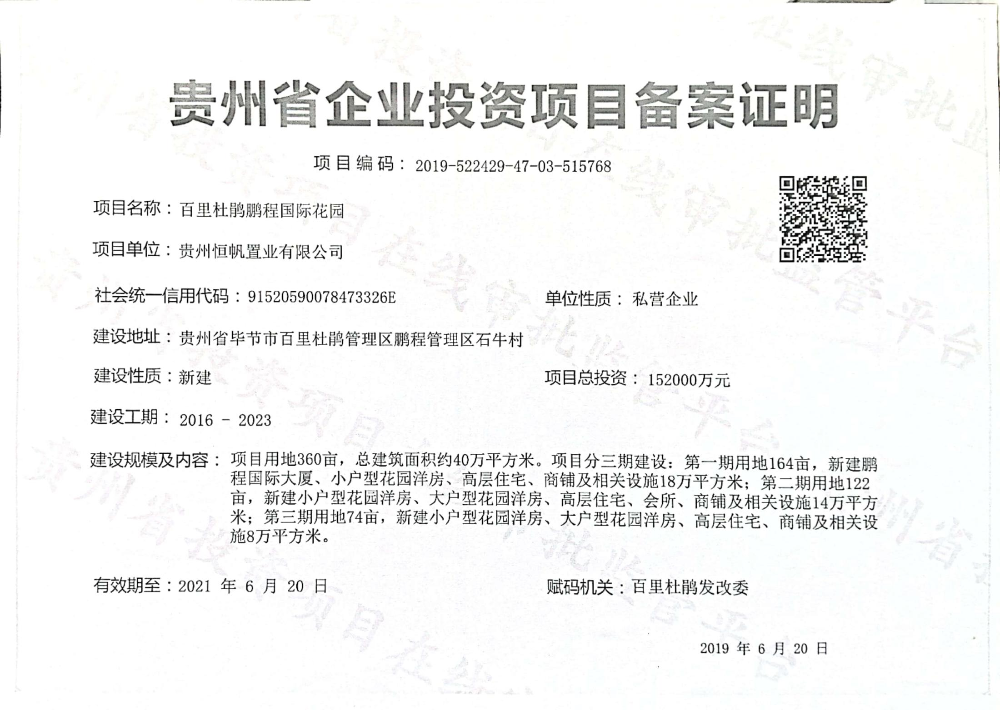 贵州省企业投资项目备案证明
项目编码：2019-522429-47-03-515768
项目名称：百里杜鹃鹏程国际花园
项目单位：贵州恒帆置业有限公司
社会统一信用代码：91520590078473326E
单位性质：私营企业
建设地址：贵州省毕节市百里杜鹃管理区鹏程管理区石牛村
建设性质：新建
项目总投资：152000万元
建设工期：2016 - 2023
建设规模及内容：项目用地360亩，总建筑面积约40万平方米。项目分三期建设：第一期用地164亩，新建鹏
程国际大厦、小户型花园洋房、高层住宅、商铺及相关设施18万平方米；第二期用地122
亩，新建小户型花园洋房、大户型花园洋房、高层住宅、会所、商铺及相关设施14万平方
米；第三期用地74亩，新建小户型花园洋房、大户型花园洋房、高层住宅、商铺及相关设
施8万平方米。
有效期至：2021 年 6 月 20 日
赋码机关：百里杜鹃发改委
2019 年 6 月 20 日
贵州省投资项目在线审批监管平台